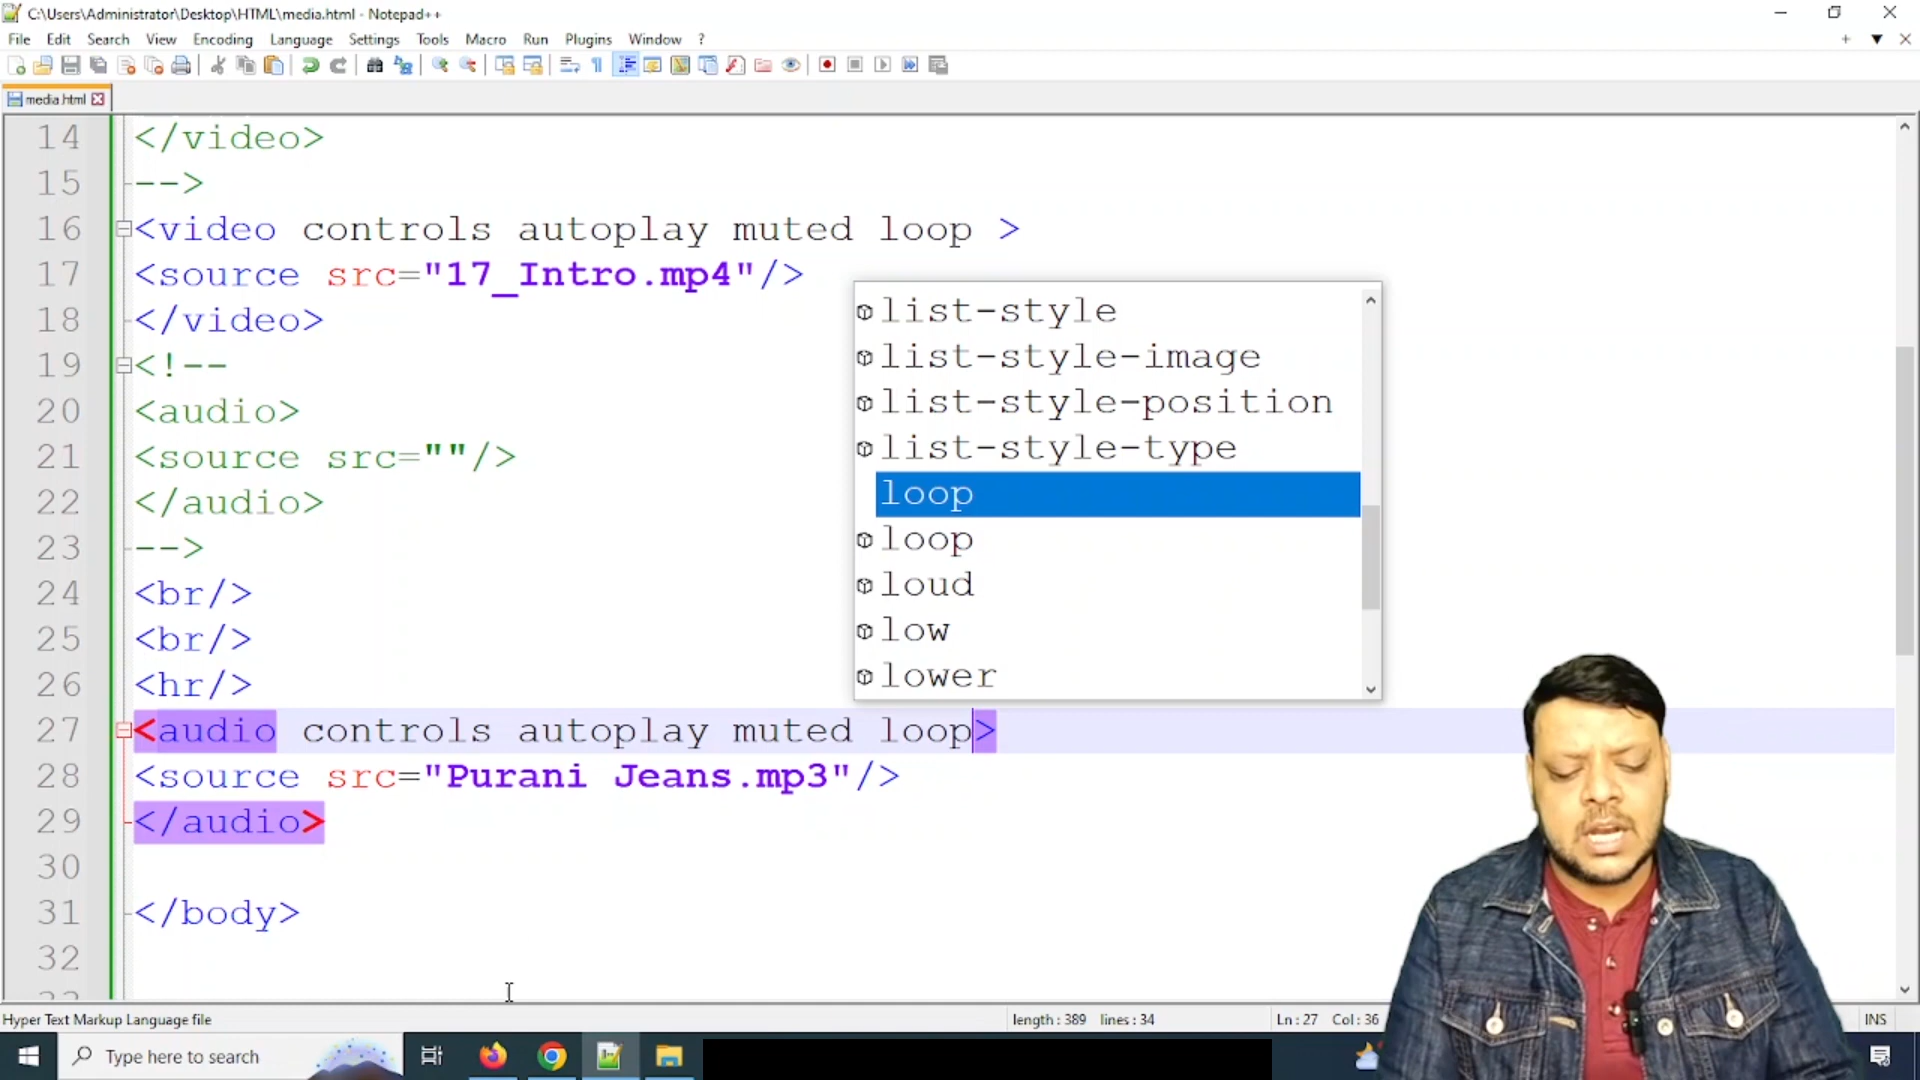 C:\Users\Administrator\Desktop\HTML\media.html - Notepad++
File Edit Search View Encoding Language Settings Tools Macro Run Plugins Window ?
media.html
14 </video>
15 -->
16 <video controls autoplay muted loop >
17 <source src="17_Intro.mp4"/>
18 </video>
19 <!--
20 <audio>
21 <source src=""/>
22 </audio>
23 -->
24 <br/>
25 <br/>
26 <hr/>
27 <audio controls autoplay muted loop>
28 <source src="Purani Jeans.mp3"/>
29 </audio>
30
31 </body>
32
list-style
list-style-image
list-style-position
list-style-type
loop
loop
loud
low
lower
Hyper Text Markup Language file length : 389 lines : 34 Ln : 27 Col : 36 INS
Type here to search